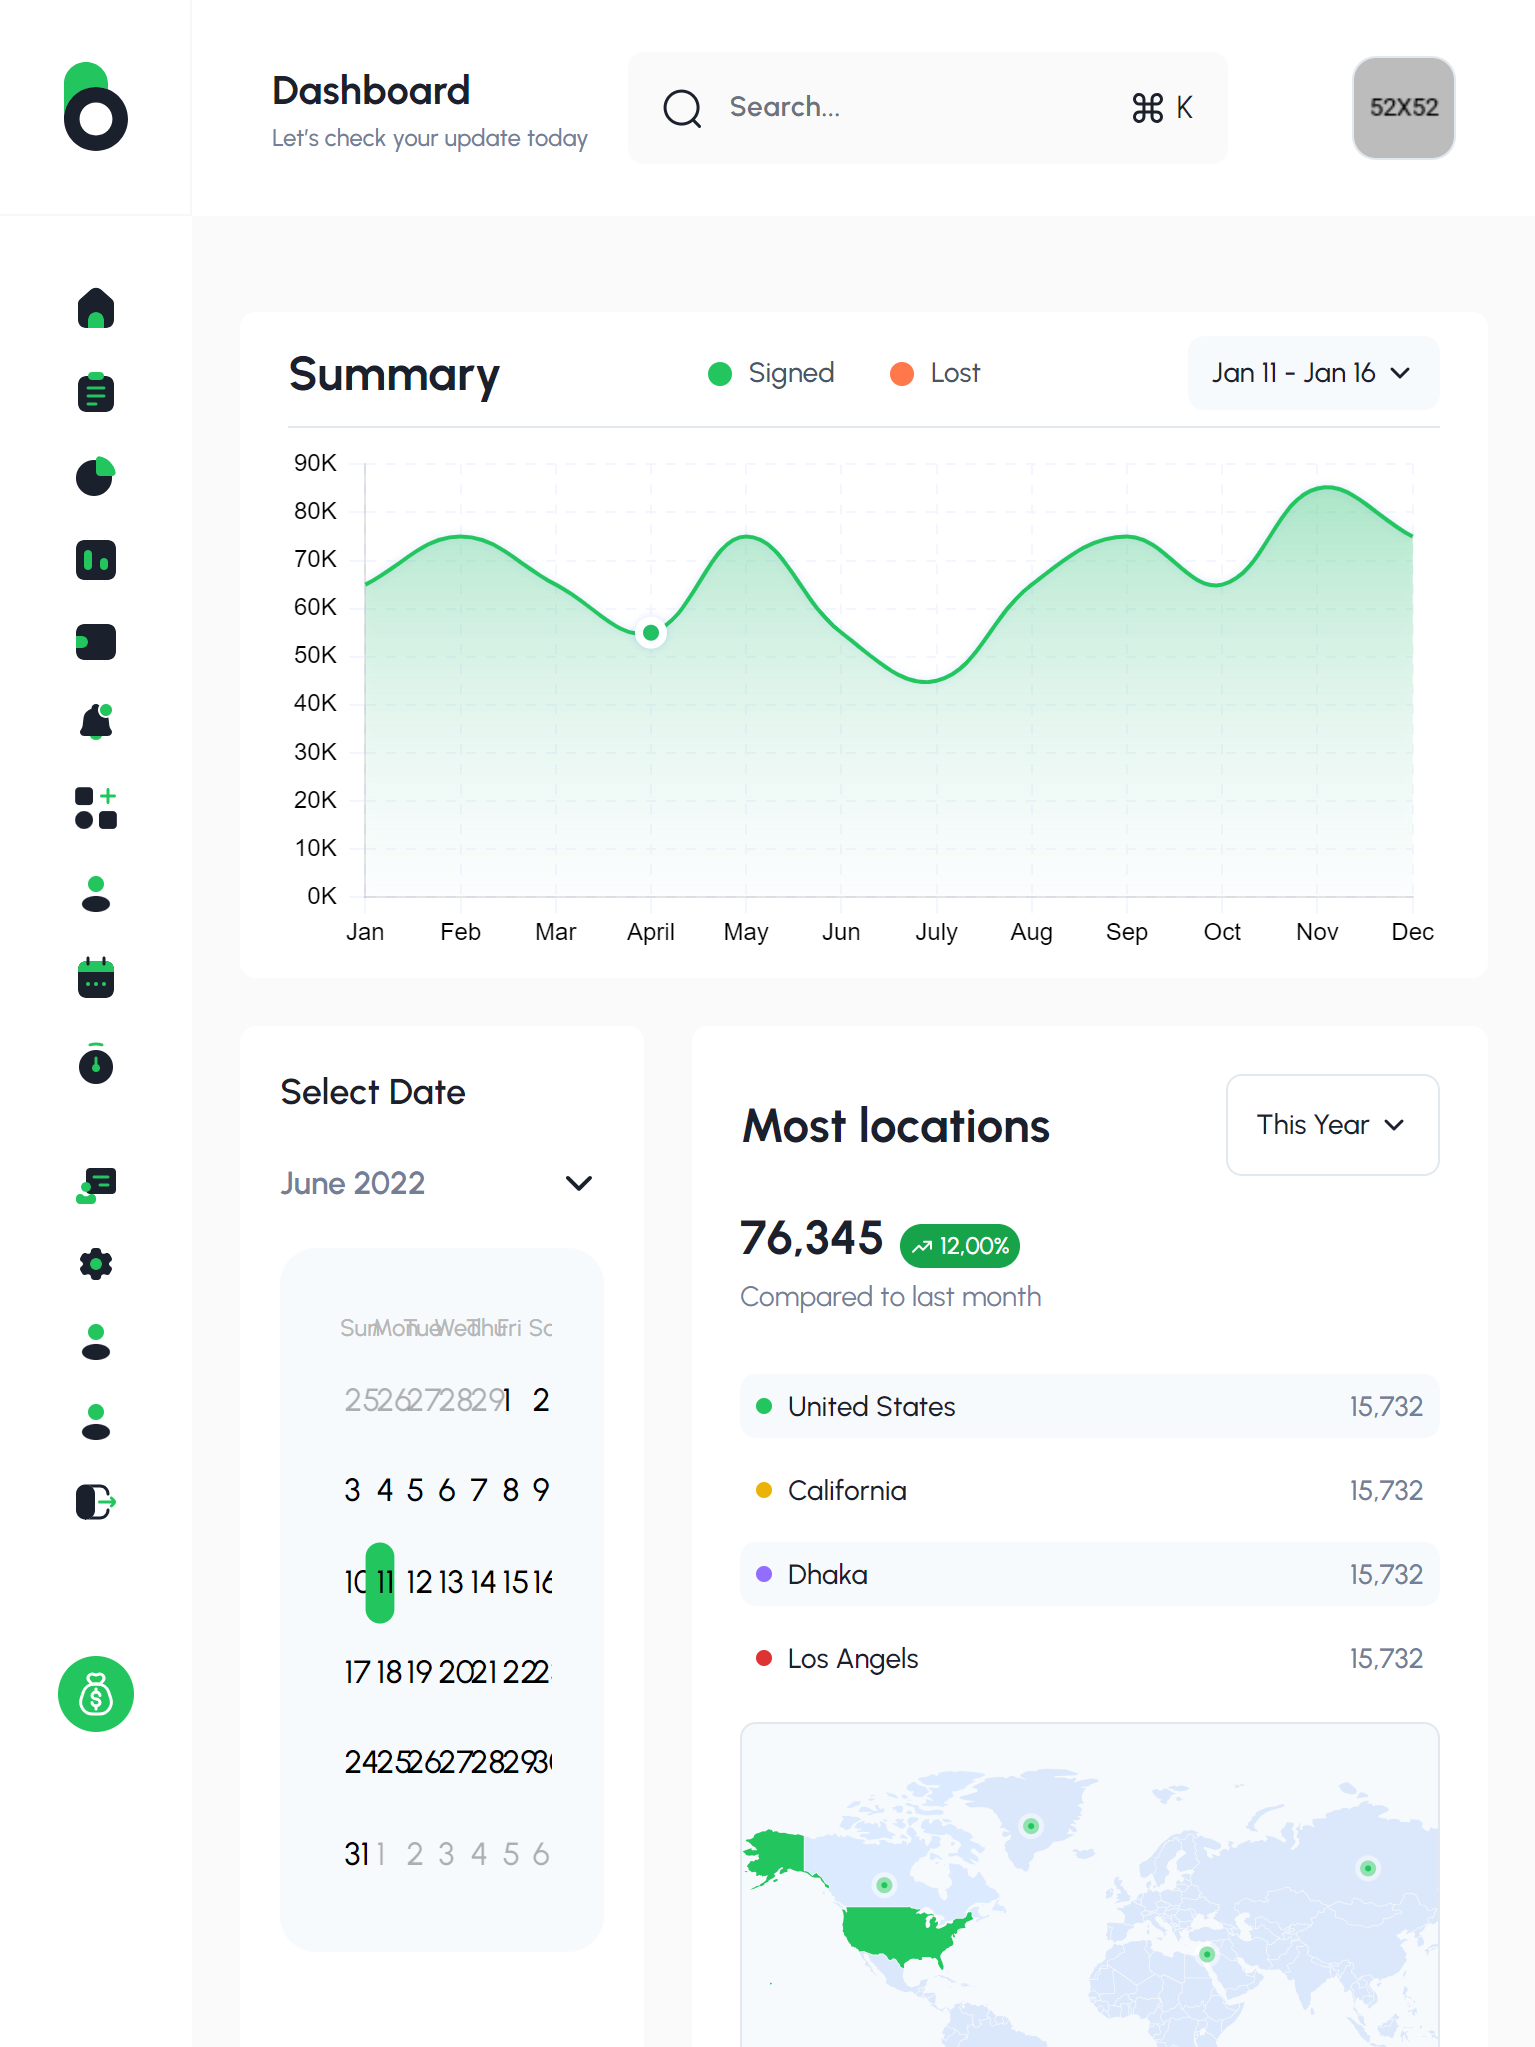 Dashboard
Let's check your update today
Search...
⌘ K
52X52
Summary
Signed
Lost
Jan 11 - Jan 16
90K
80K
70K
60K
50K
40K
30K
20K
10K
0K
Jan Feb Mar April May Jun July Aug Sep Oct Nov Dec
Select Date
June 2022
Sun Mon Tue Wed Thu Fri Sa
25 26 27 28 29 1 2
3 4 5 6 7 8 9
10 11 12 13 14 15 16
17 18 19 20 21 22 23
24 25 26 27 28 29 30
31 1 2 3 4 5 6
Most locations
This Year
76,345
12,00%
Compared to last month
United States 15,732
California 15,732
Dhaka 15,732
Los Angels 15,732
$